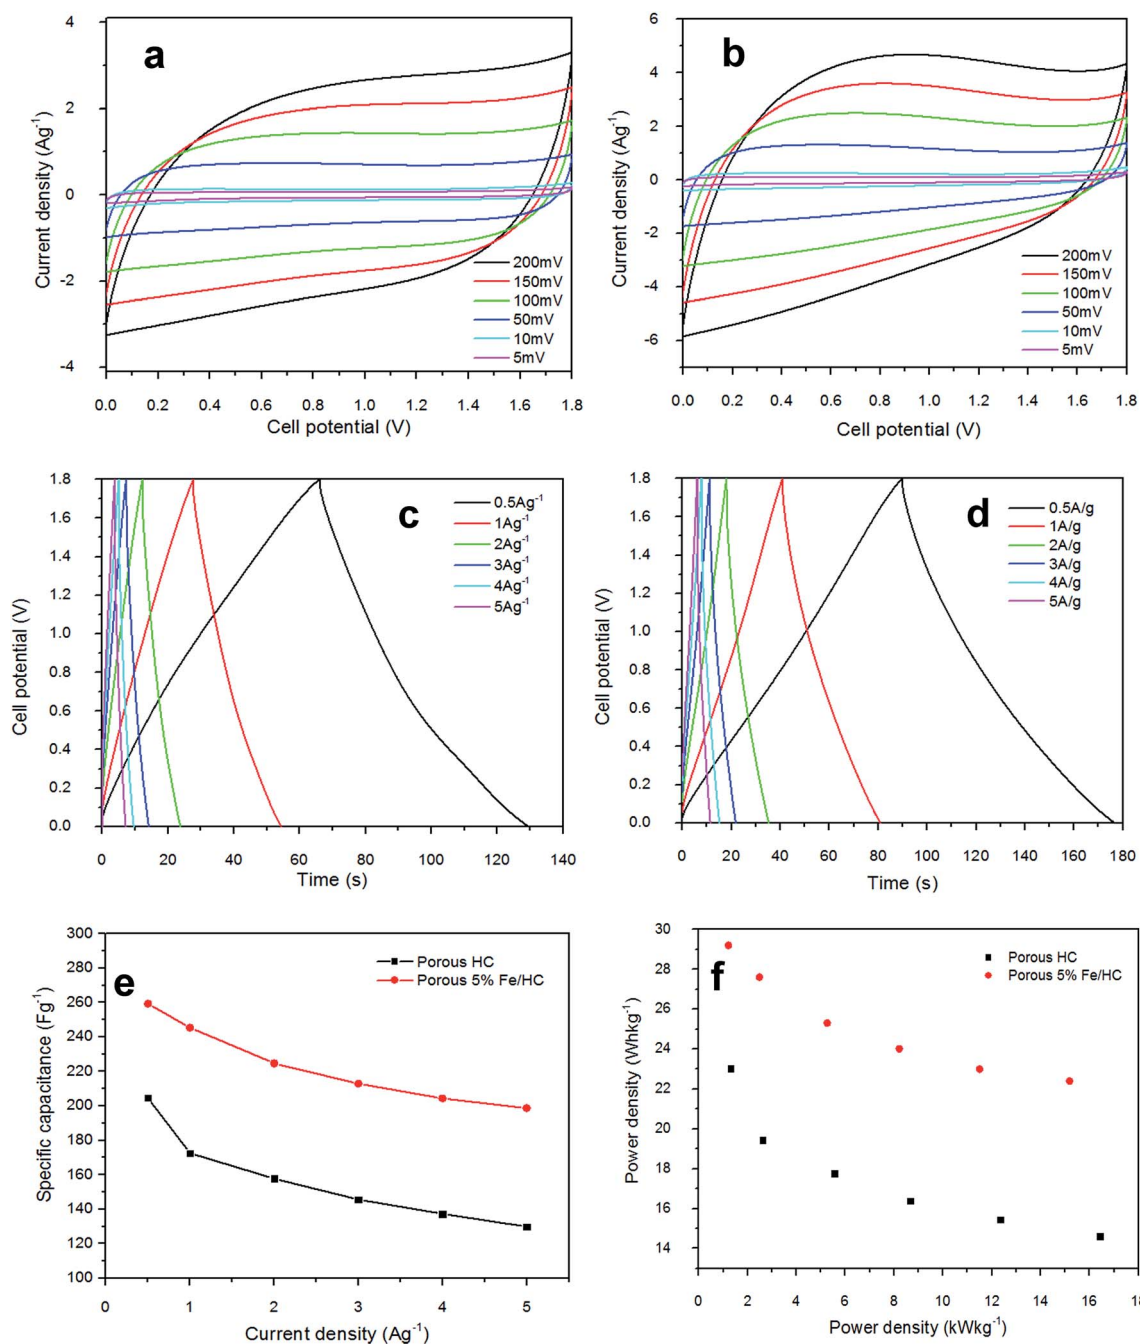 a
Current density (Ag⁻¹)
4
2
0
-2
-4
200mV
150mV
100mV
50mV
10mV
5mV
0.0 0.2 0.4 0.6 0.8 1.0 1.2 1.4 1.6 1.8
Cell potential (V)
b
Current density (Ag⁻¹)
6
4
2
0
-2
-4
-6
200mV
150mV
100mV
50mV
10mV
5mV
0.0 0.2 0.4 0.6 0.8 1.0 1.2 1.4 1.6 1.8
Cell potential (V)
c
Cell potential (V)
1.8
1.6
1.4
1.2
1.0
0.8
0.6
0.4
0.2
0.0
0.5Ag⁻¹
1Ag⁻¹
2Ag⁻¹
3Ag⁻¹
4Ag⁻¹
5Ag⁻¹
0 20 40 60 80 100 120 140
Time (s)
d
Cell potential (V)
1.8
1.6
1.4
1.2
1.0
0.8
0.6
0.4
0.2
0.0
0.5A/g
1A/g
2A/g
3A/g
4A/g
5A/g
0 20 40 60 80 100 120 140 160 180
Time (s)
e
Specific capacitance (Fg⁻¹)
300
280
260
240
220
200
180
160
140
120
100
Porous HC
Porous 5% Fe/HC
0 1 2 3 4 5
Current density (Ag⁻¹)
f
Power density (Whkg⁻¹)
30
28
26
24
22
20
18
16
14
Porous HC
Porous 5% Fe/HC
0 2 4 6 8 10 12 14 16 18
Power density (kWkg⁻¹)